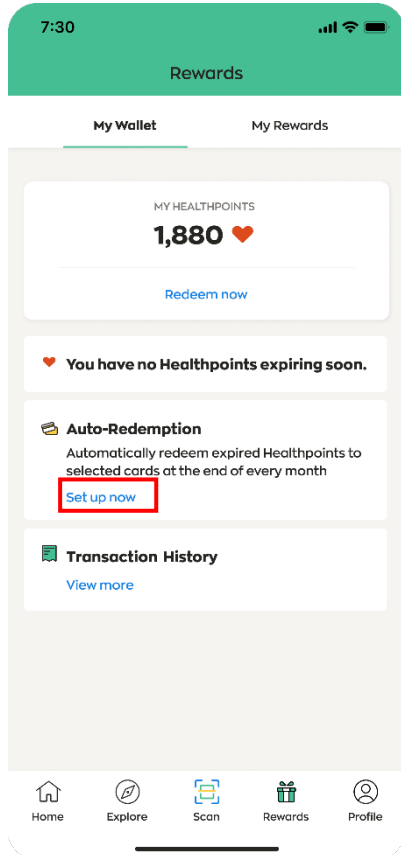 7:30
Rewards
My Wallet
My Rewards
MY HEALTHPOINTS
1,880
Redeem now
You have no Healthpoints expiring soon.
Auto-Redemption
Automatically redeem expired Healthpoints to
selected cards at the end of every month
Set up now
Transaction History
View more
Home
Explore
Scan
Rewards
Profile